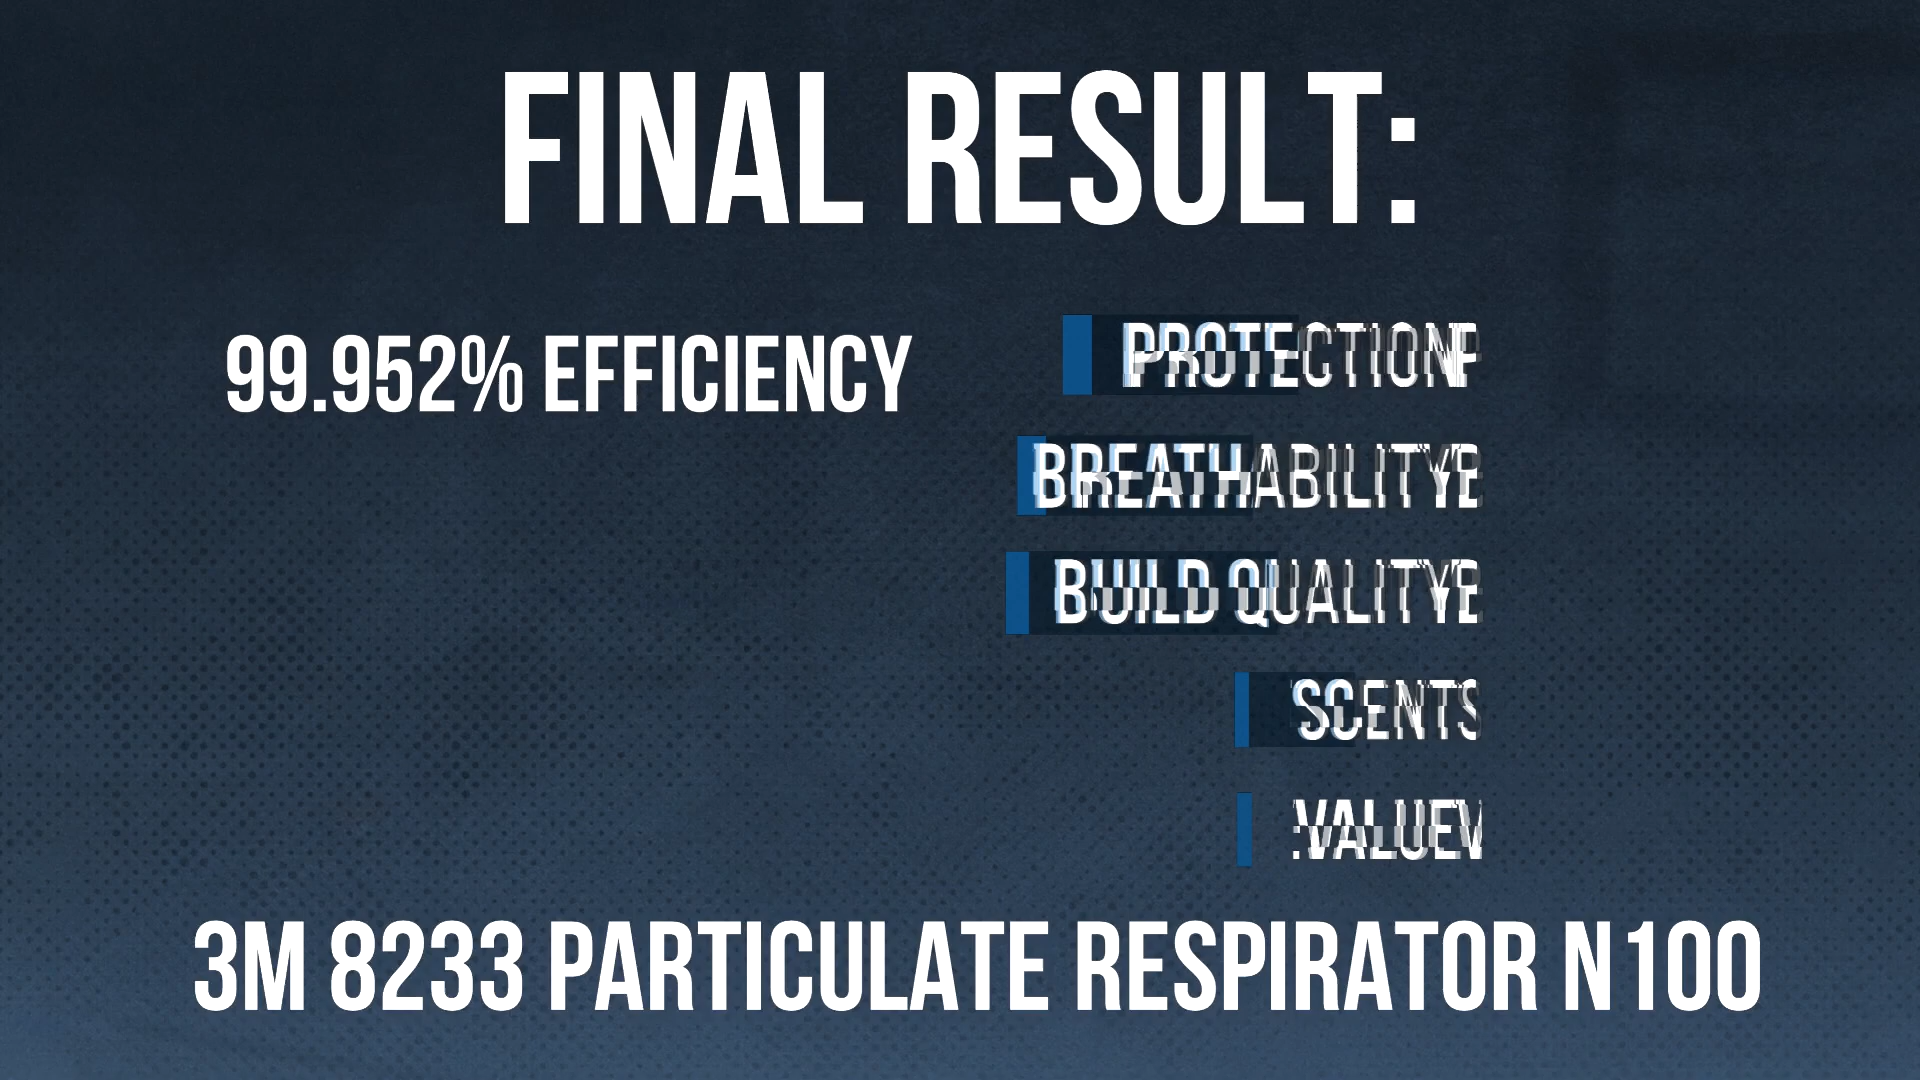 FINAL RESULT:
99.952% EFFICIENCY
PROTECTION
BREATHABILITY
BUILD QUALITY
SCENTS
VALUE
3M 8233 PARTICULATE RESPIRATOR N100